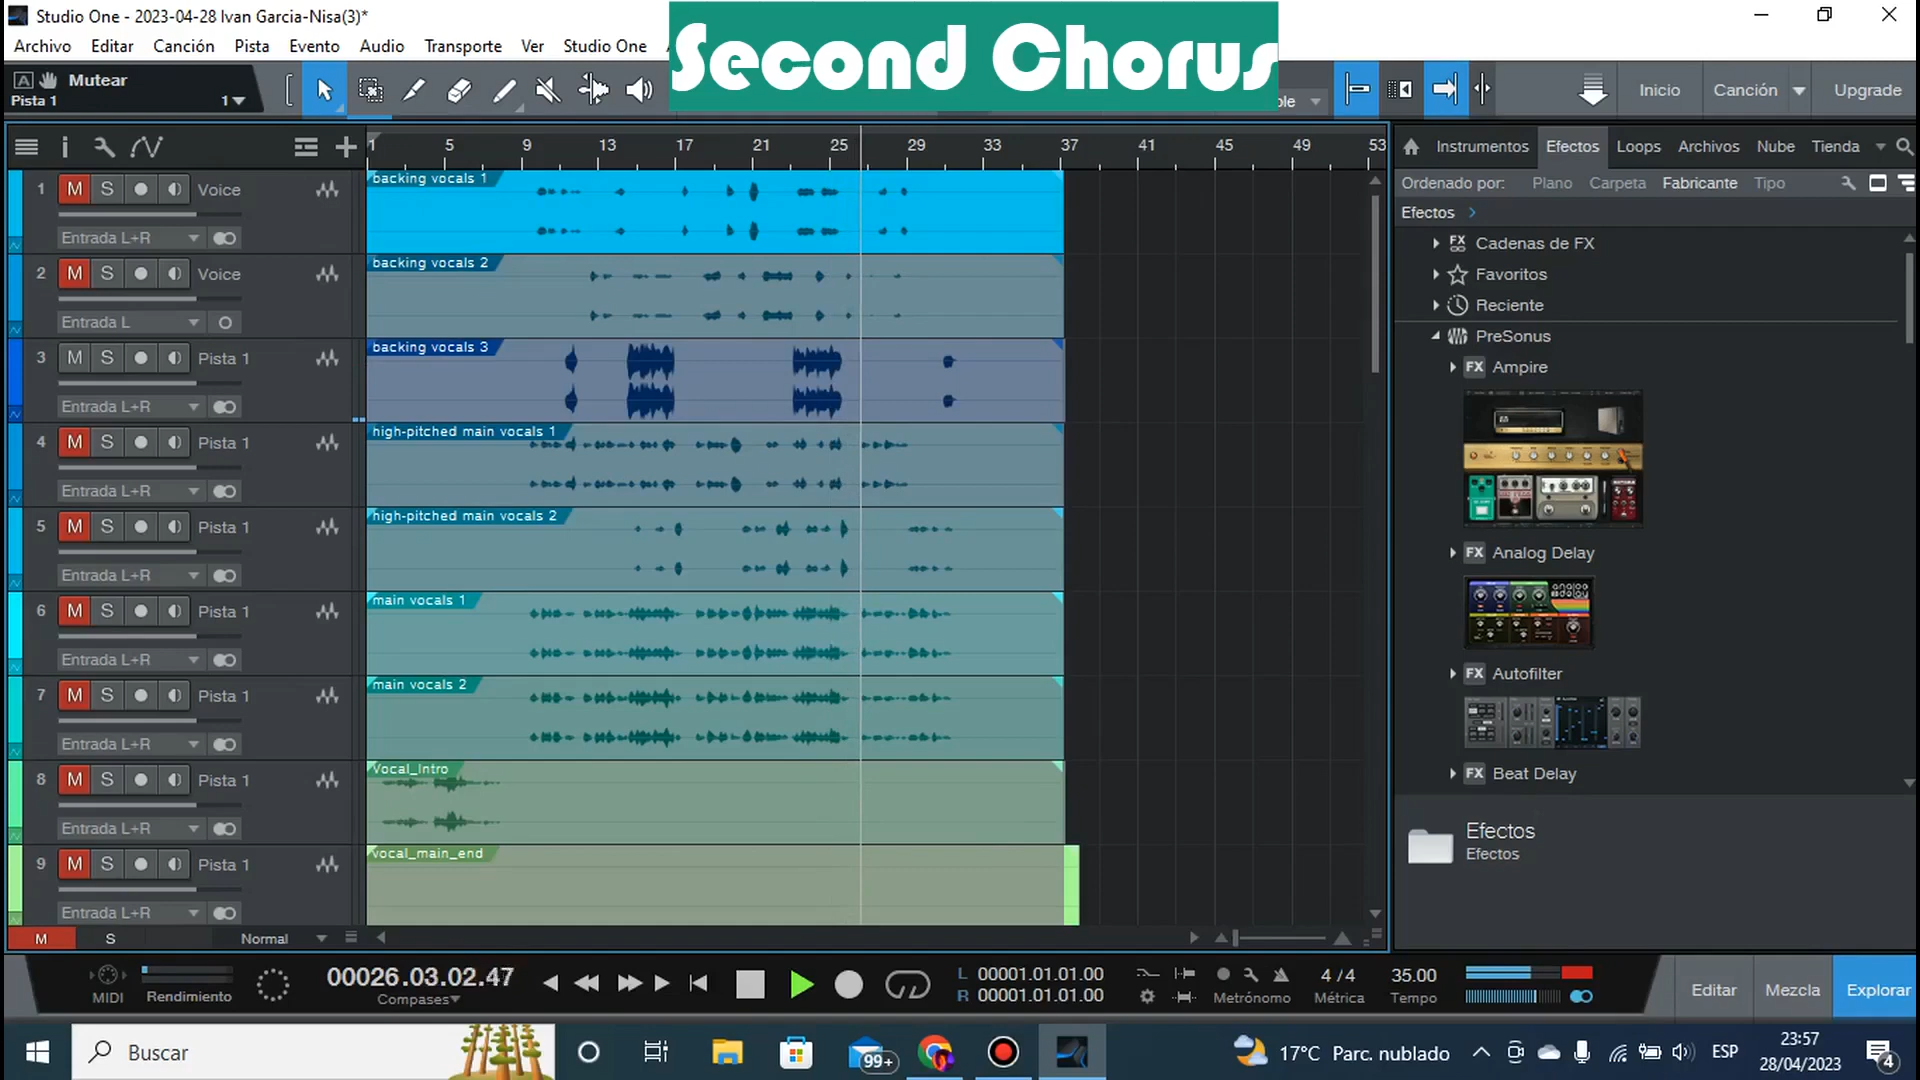 Studio One - 2023-04-28 Ivan Garcia-Nisa(3)*
Second Chorus
Archivo Editar Canción Pista Evento Audio Transporte Ver Studio One
A Mutear
Pista 1 1
Inicio Canción Upgrade
1 5 9 13 17 21 25 29 33 37 41 45 49 53
1 M S Voice
Entrada L+R
backing vocals 1
2 M S Voice
Entrada L
backing vocals 2
3 M S Pista 1
Entrada L+R
backing vocals 3
4 M S Pista 1
Entrada L+R
high-pitched main vocals 1
5 M S Pista 1
Entrada L+R
high-pitched main vocals 2
6 M S Pista 1
Entrada L+R
main vocals 1
7 M S Pista 1
Entrada L+R
main vocals 2
8 M S Pista 1
Entrada L+R
Vocal_Intro
9 M S Pista 1
Entrada L+R
vocal_main_end
M S Normal
Instrumentos Efectos Loops Archivos Nube Tienda
Ordenado por: Plano Carpeta Fabricante Tipo
Efectos
FX Cadenas de FX
Favoritos
Reciente
PreSonus
FX Ampire
FX Analog Delay
FX Autofilter
FX Beat Delay
Efectos
Efectos
MIDI
Rendimiento
00026.03.02.47
Compases
L 00001.01.01.00
R 00001.01.01.00
Metrónomo
4 / 4
Métrica
35.00
Tempo
Editar Mezcla Explorar
Buscar
99+
17°C Parc. nublado
ESP
23:57
28/04/2023
4